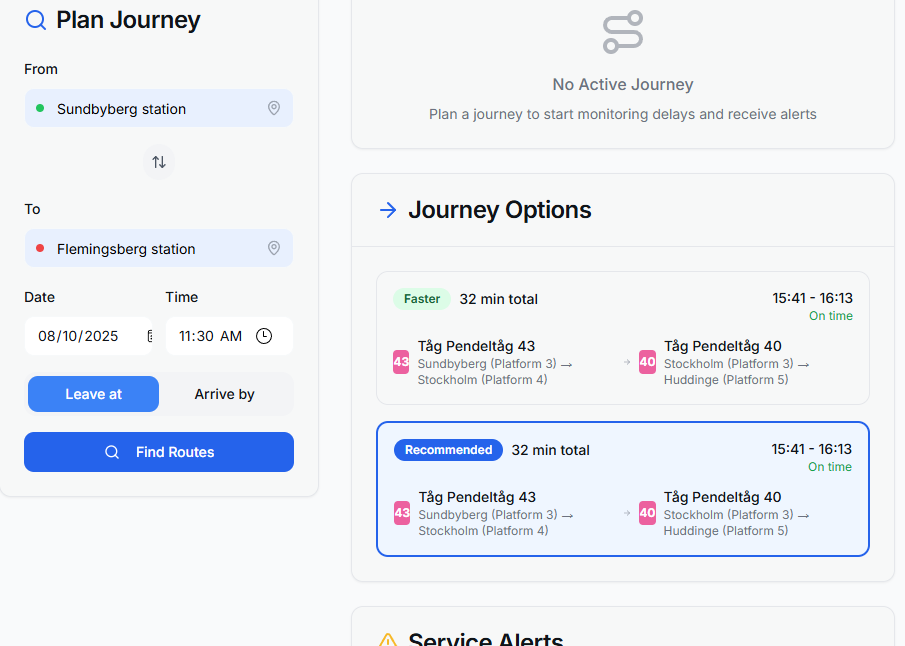 Plan Journey
From
Sundbyberg station
To
Flemingsberg station
Date
Time
08/10/2025
11:30 AM
Leave at
Arrive by
Find Routes
No Active Journey
Plan a journey to start monitoring delays and receive alerts
→ Journey Options
Faster
32 min total
15:41 - 16:13
On time
43
Tåg Pendeltåg 43
Sundbyberg (Platform 3) →
Stockholm (Platform 4)
→
40
Tåg Pendeltåg 40
Stockholm (Platform 3) →
Huddinge (Platform 5)
Recommended
32 min total
15:41 - 16:13
On time
43
Tåg Pendeltåg 43
Sundbyberg (Platform 3) →
Stockholm (Platform 4)
→
40
Tåg Pendeltåg 40
Stockholm (Platform 3) →
Huddinge (Platform 5)
Service Alerts